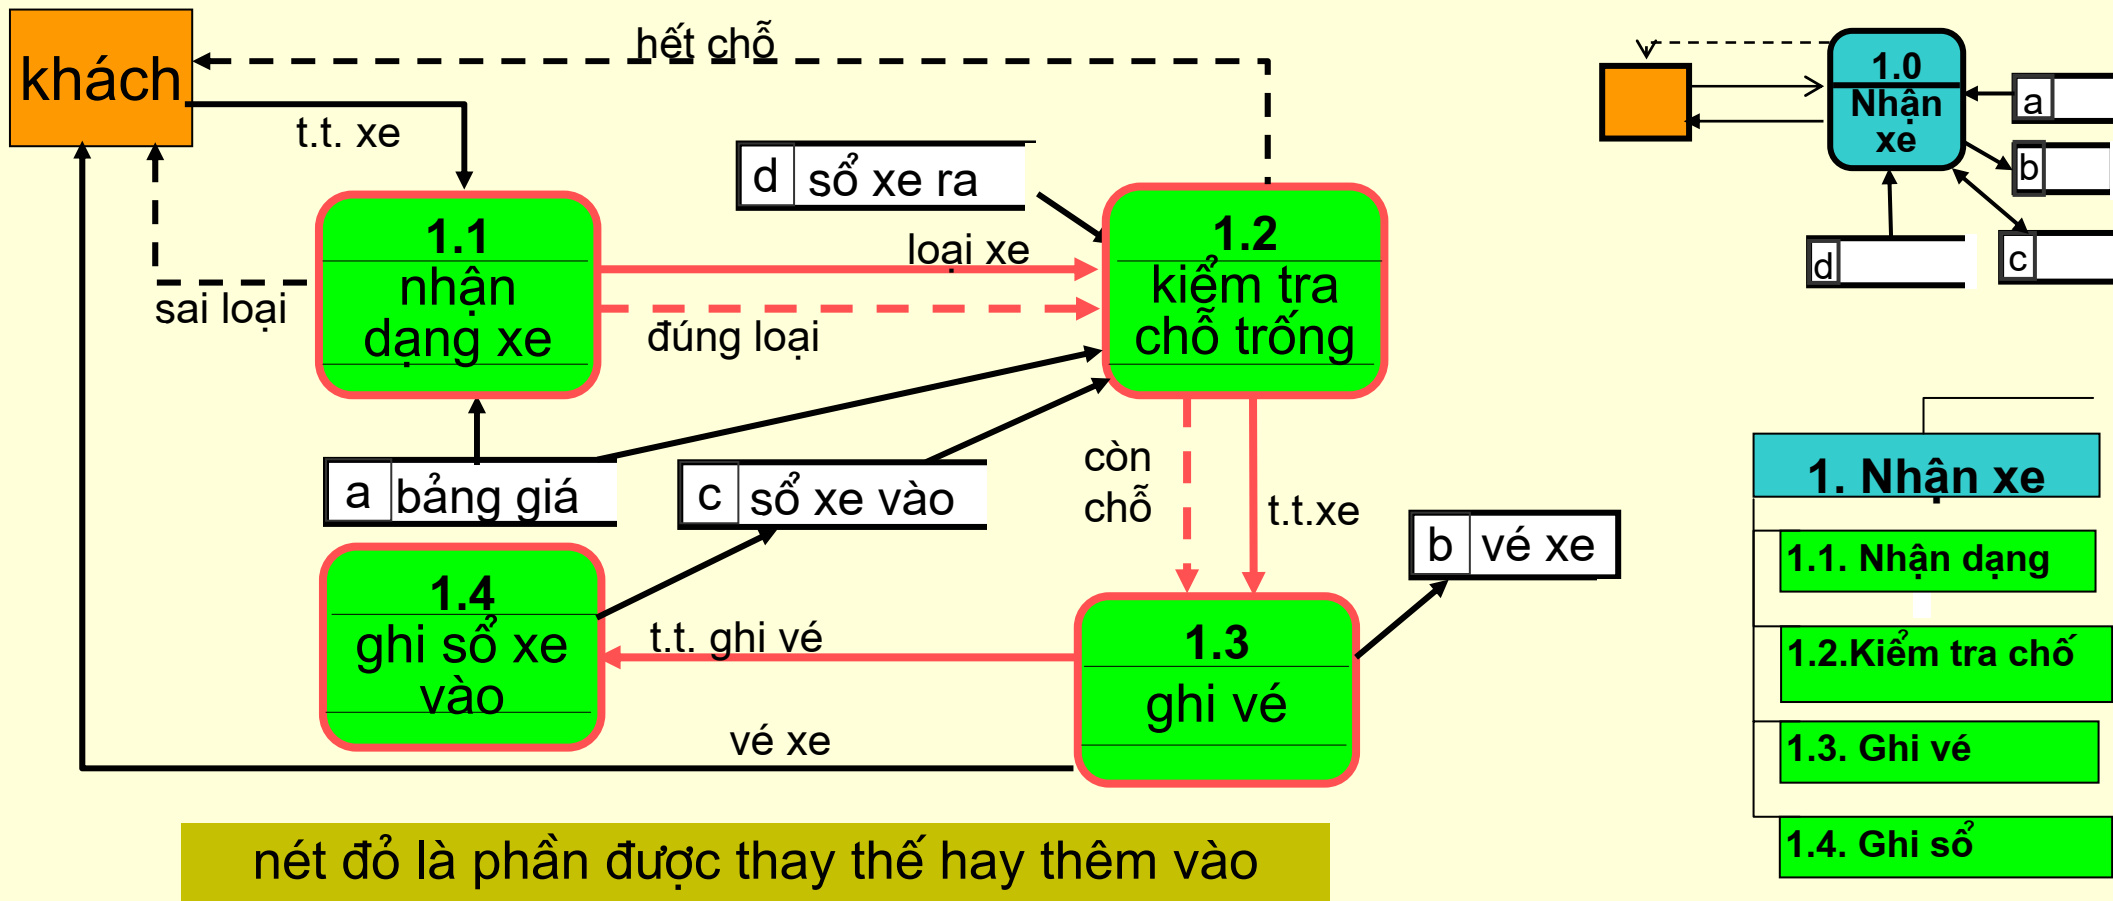 khách
hết chỗ
t.t. xe
sai loại
d sổ xe ra
1.1
nhận
dạng xe
loại xe
đúng loại
1.2
kiểm tra
chỗ trống
a bảng giá
c sổ xe vào
còn
chỗ
t.t.xe
b vé xe
1.4
ghi sổ xe
vào
t.t. ghi vé
1.3
ghi vé
vé xe
nét đỏ là phần được thay thế hay thêm vào
1.0
Nhận
xe
a
b
c
d
1. Nhận xe
1.1. Nhận dạng
1.2.Kiểm tra chố
1.3. Ghi vé
1.4. Ghi sổ